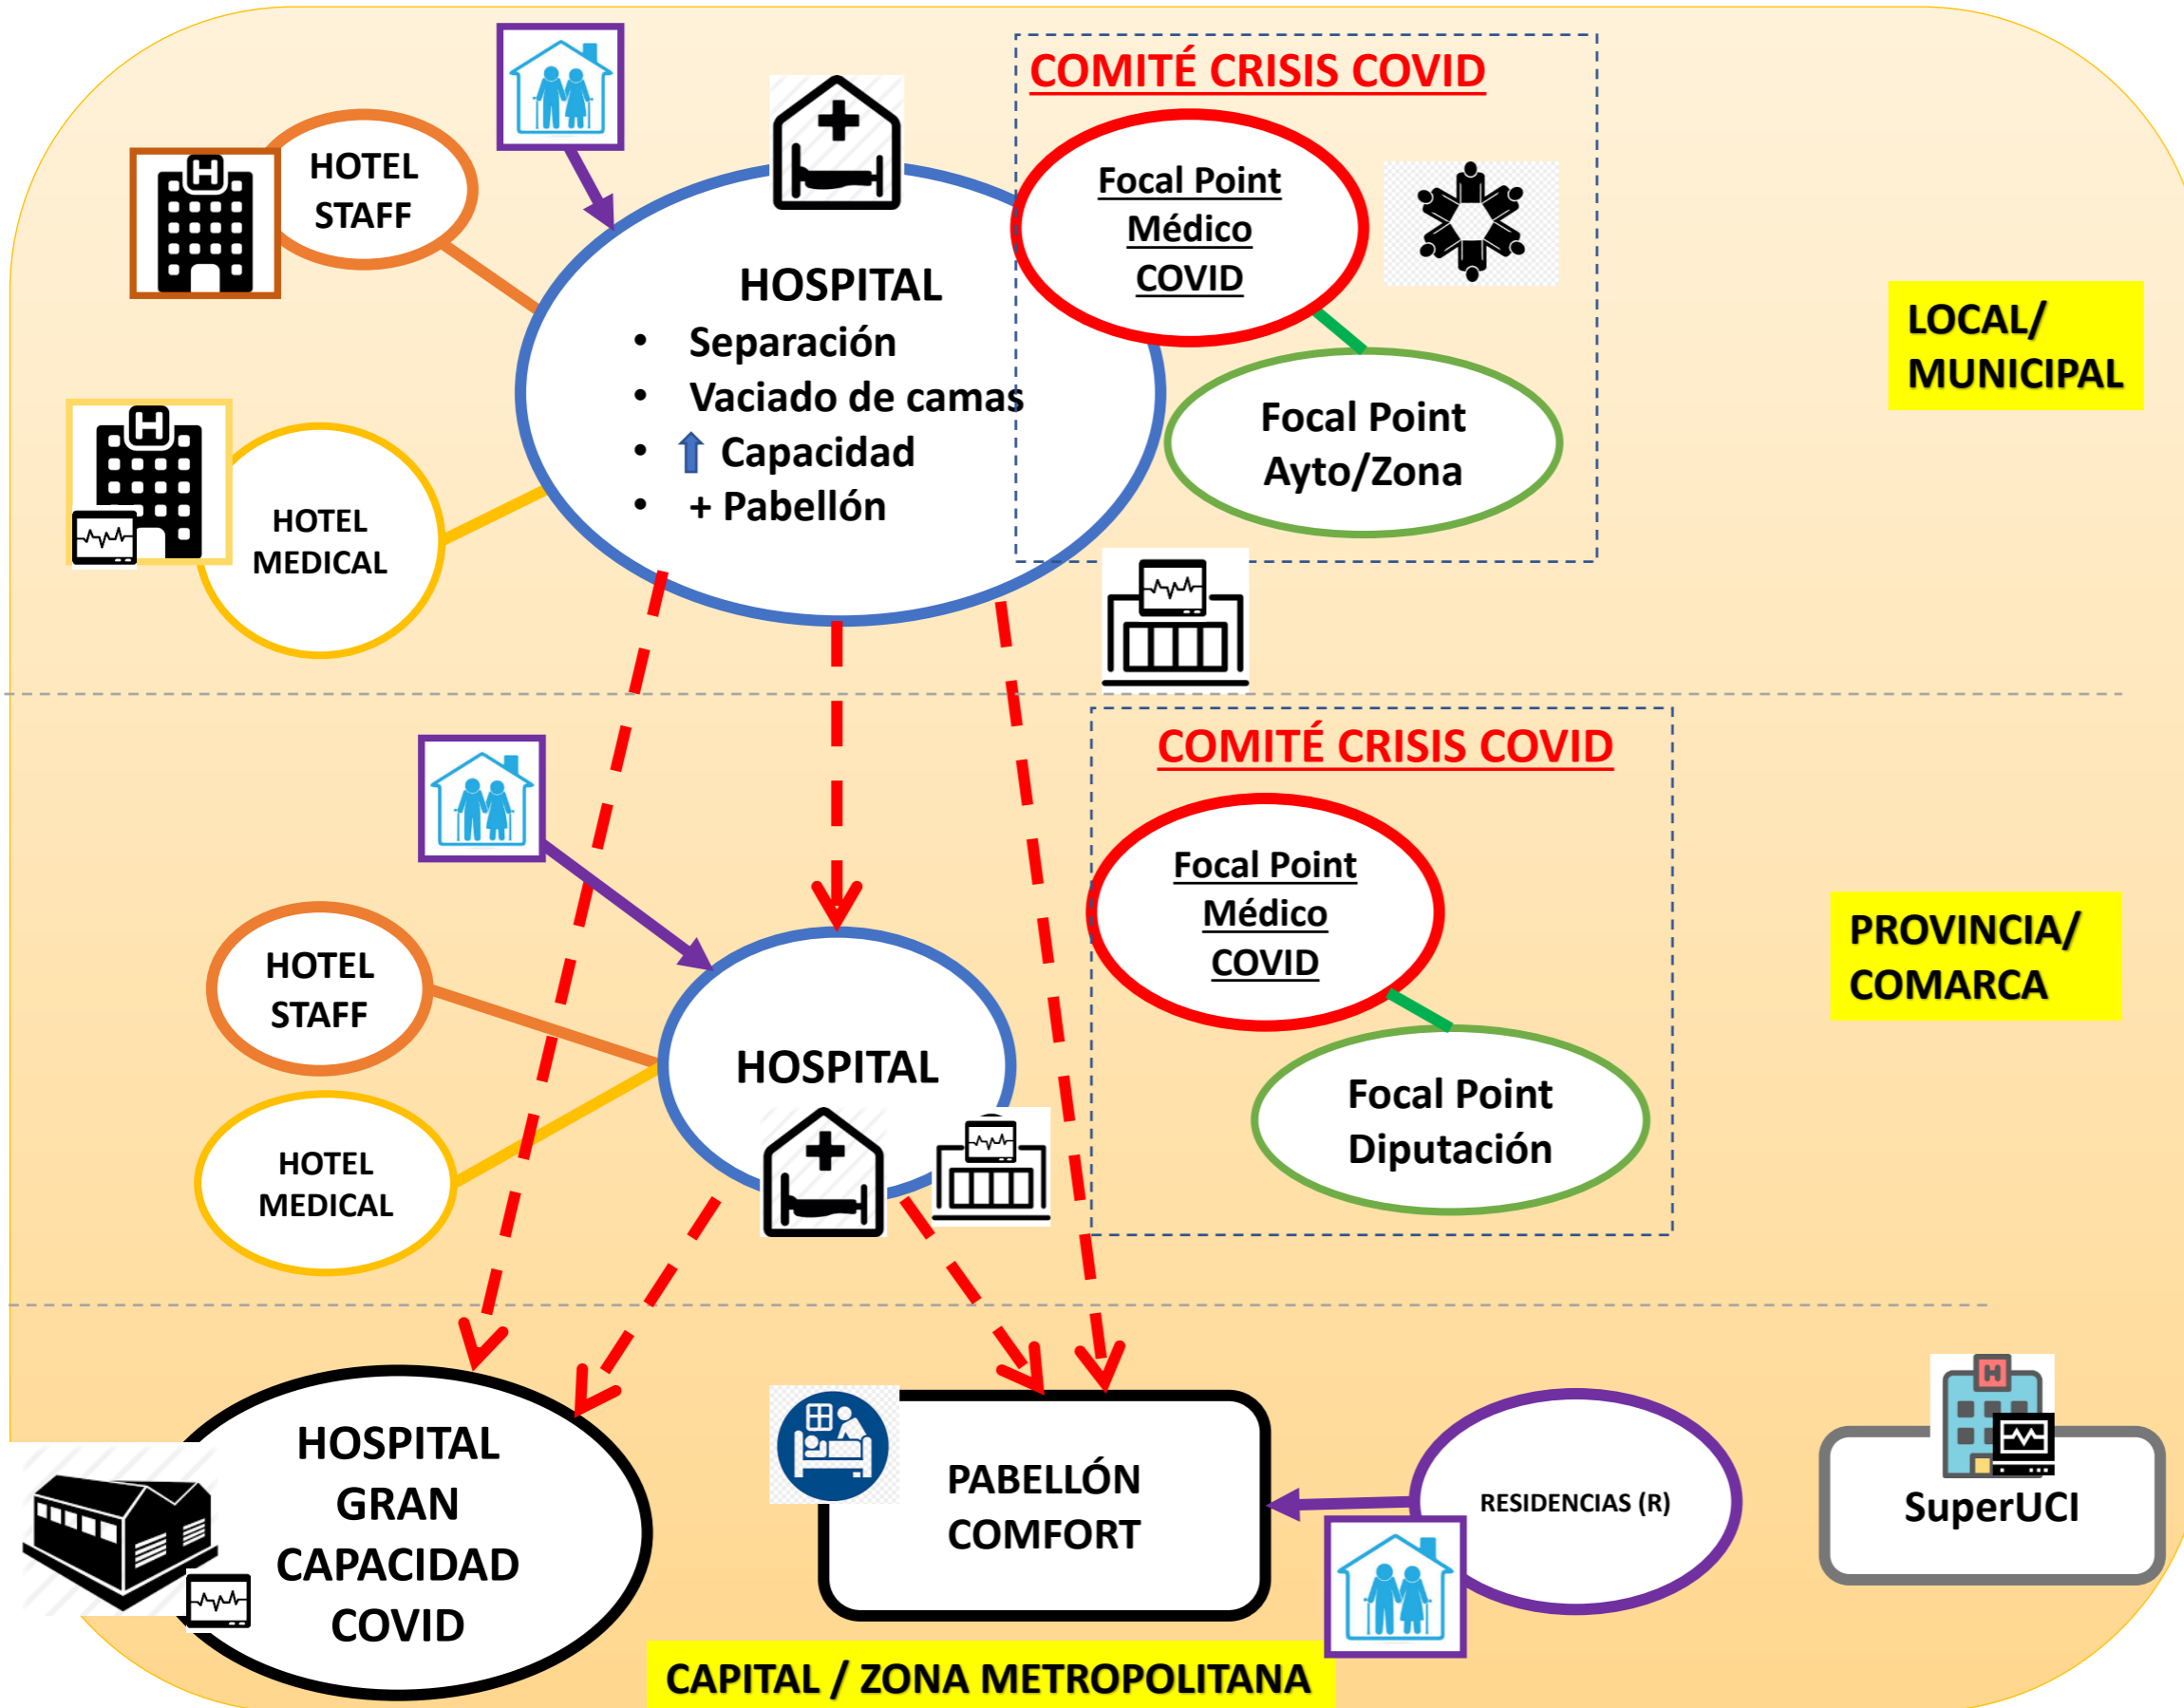 COMITÉ CRISIS COVID
HOTEL
STAFF
Focal Point
Médico
COVID
HOSPITAL
• Separación
• Vaciado de camas
• Capacidad
• + Pabellón
LOCAL/
MUNICIPAL
Focal Point
Ayto/Zona
H
H
HOTEL
MEDICAL
COMITÉ CRISIS COVID
Focal Point
Médico
COVID
PROVINCIA/
COMARCA
HOTEL
STAFF
HOSPITAL
Focal Point
Diputación
HOTEL
MEDICAL
HOSPITAL
GRAN
CAPACIDAD
COVID
PABELLÓN
COMFORT
RESIDENCIAS (R)
H
SuperUCI
CAPITAL / ZONA METROPOLITANA